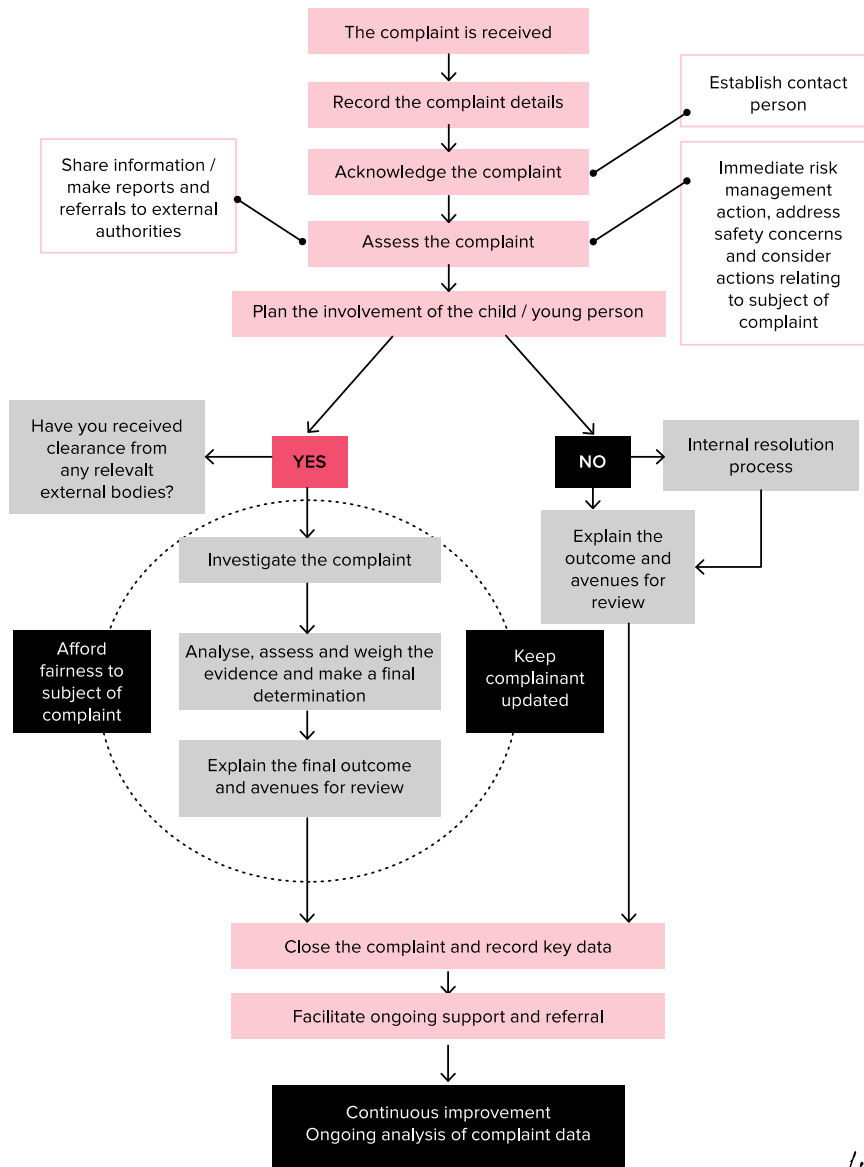 The complaint is received
Record the complaint details
Establish contact
person
Acknowledge the complaint
Share information /
make reports and
referrals to external
authorities
Immediate risk
management
action, address
safety concerns
and consider
actions relating
to subject of
complaint
Assess the complaint
Plan the involvement of the child / young person
Have you received
clearance from
any relevalt
external bodies?
YES
NO
Internal resolution
process
Investigate the complaint
Explain the
outcome and
avenues for
review
Afford
fairness to
subject of
complaint
Analyse, assess and weigh the
evidence and make a final
determination
Keep
complainant
updated
Explain the final outcome
and avenues for review
Close the complaint and record key data
Facilitate ongoing support and referral
Continuous improvement
Ongoing analysis of complaint data